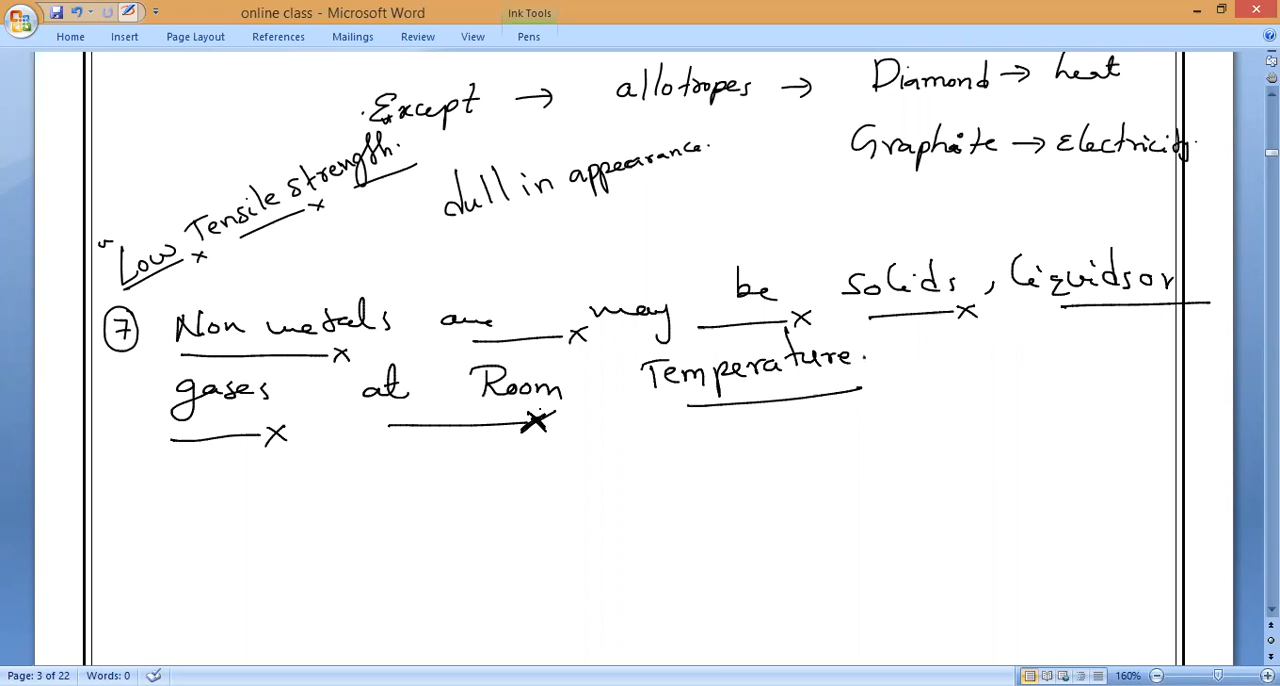 online class - Microsoft Word
Ink Tools
Home Insert Page Layout References Mailings Review View Pens
Except → allotropes → Diamond → heat
Graphite → Electricity
Low Tensile strength.
dull in appearance.
7 Non metals are may be solids, liquids or
gases at Room Temperature.
Page: 3 of 22 Words: 0 160%